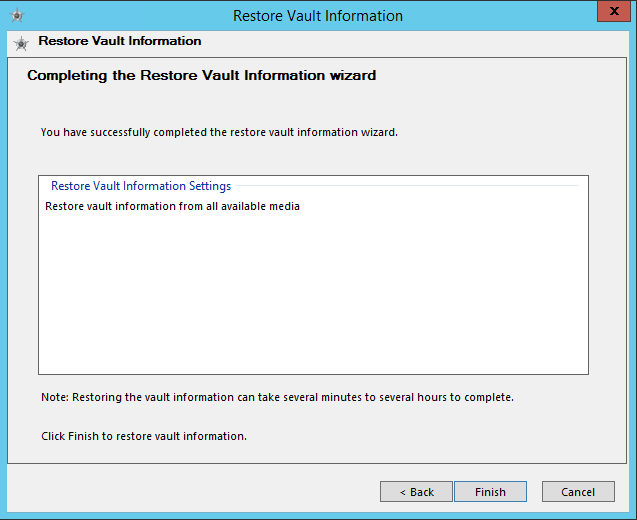 Restore Vault Information
X
Restore Vault Information
Completing the Restore Vault Information wizard
You have successfully completed the restore vault information wizard.
Restore Vault Information Settings
Restore vault information from all available media
Note: Restoring the vault information can take several minutes to several hours to complete.
Click Finish to restore vault information.
< Back Finish Cancel